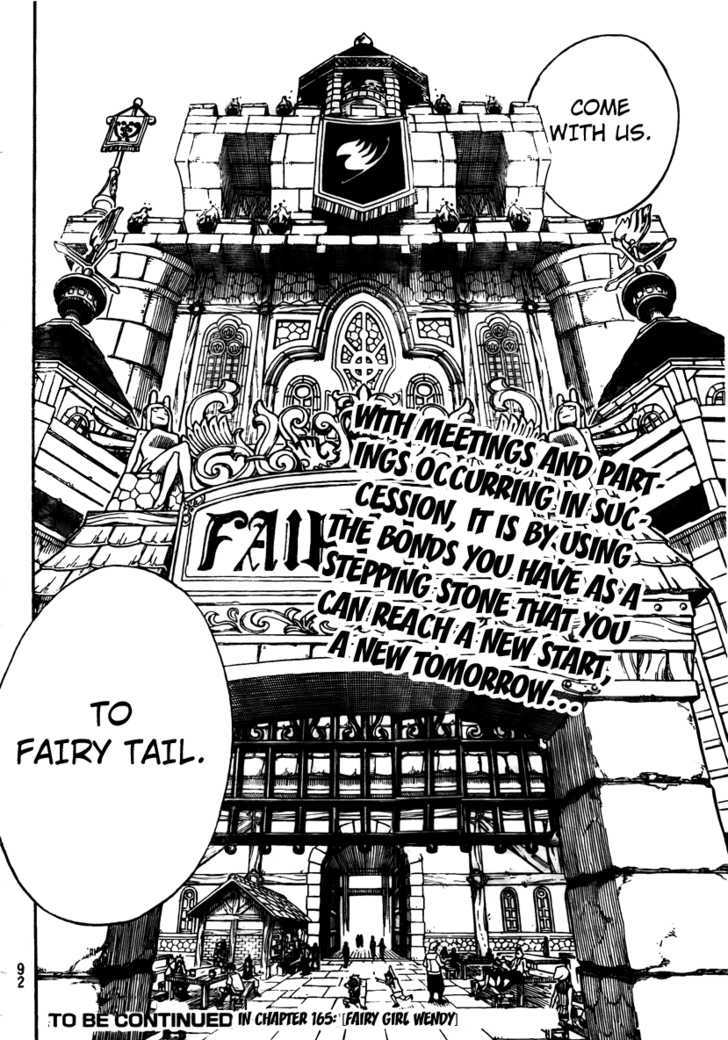 COME
WITH US.
WITH MEETINGS AND PART-
INGS OCCURRING IN SUC-
CESSION, IT IS BY USING
THE BONDS YOU HAVE AS A
STEPPING STONE THAT YOU
CAN REACH A NEW START,
A NEW TOMORROW...
FAI
TO
FAIRY TAIL.
92
TO BE CONTINUED IN CHAPTER 165: [FAIRY GIRL WENDY]